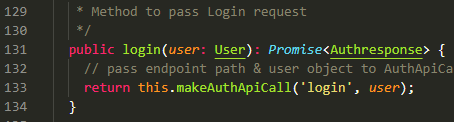 129 * Method to pass Login request
130 */
131 public login(user: User): Promise<Authresponse> {
132 // pass endpoint path & user object to AuthApiCa
133 return this.makeAuthApiCall('login', user);
134 }